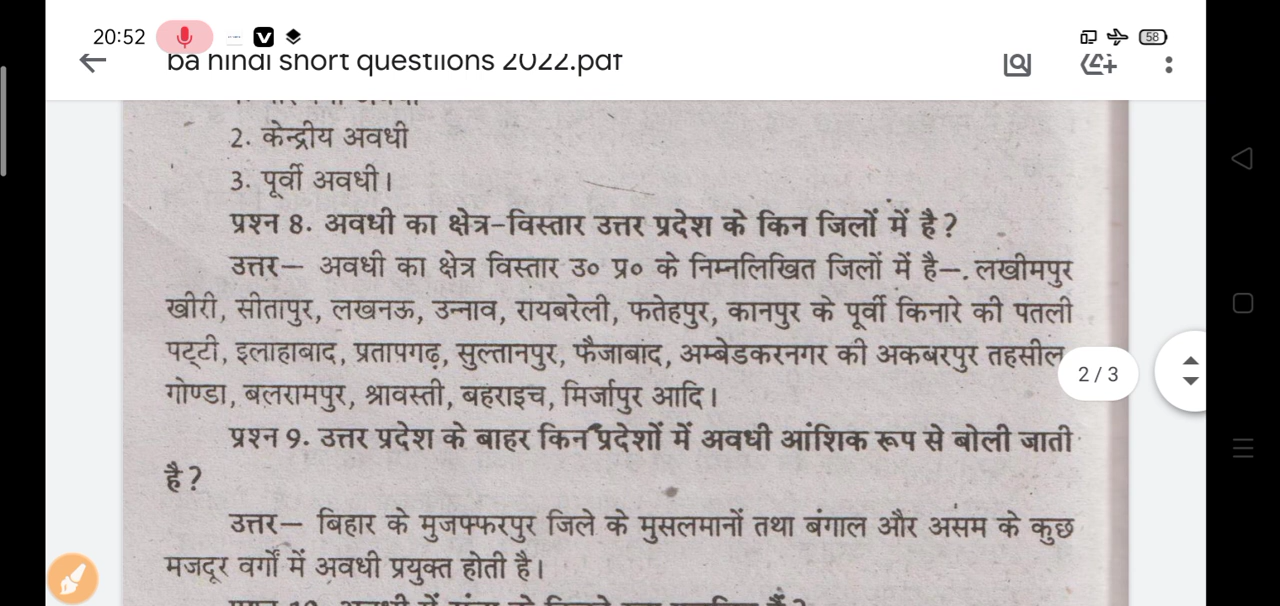 20:52
58
ba hindi short questiions 2022.pdf
2. केन्द्रीय अवधी
3. पूर्वी अवधी।
प्रश्न 8. अवधी का क्षेत्र-विस्तार उत्तर प्रदेश के किन जिलों में है?
उत्तर— अवधी का क्षेत्र विस्तार उ० प्र० के निम्नलिखित जिलों में है—. लखीमपुर
खीरी, सीतापुर, लखनऊ, उन्नाव, रायबरेली, फतेहपुर, कानपुर के पूर्वी किनारे की पतली
पट्टी, इलाहाबाद, प्रतापगढ़, सुल्तानपुर, फैजाबाद, अम्बेडकरनगर की अकबरपुर तहसील
2 / 3
गोण्डा, बलरामपुर, श्रावस्ती, बहराइच, मिर्जापुर आदि।
प्रश्न 9. उत्तर प्रदेश के बाहर किन प्रदेशों में अवधी आंशिक रूप से बोली जाती
है?
उत्तर— बिहार के मुजफ्फरपुर जिले के मुसलमानों तथा बंगाल और असम के कुछ
मजदूर वर्गों में अवधी प्रयुक्त होती है।